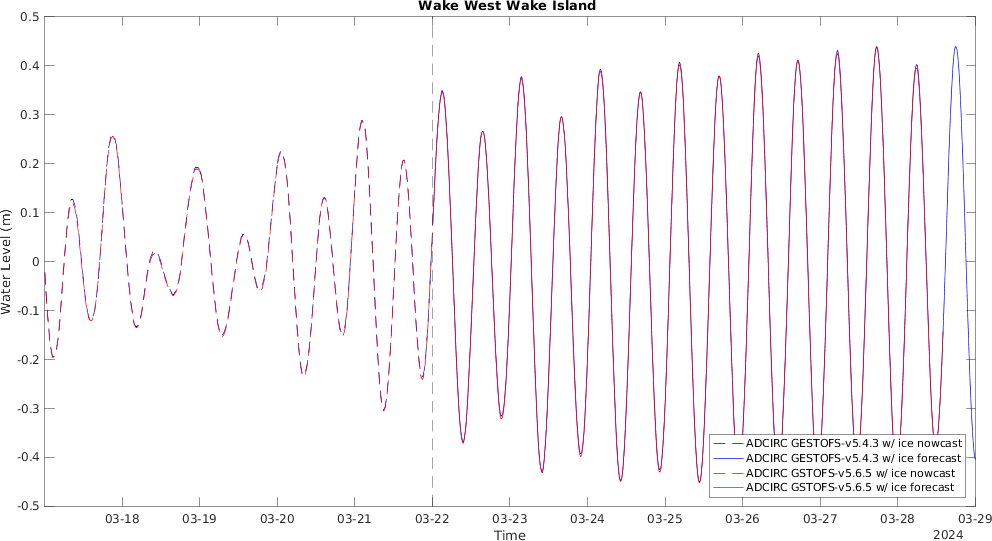 Wake West Wake Island
0.5
0.4
0.3
0.2
0.1
0
-0.1
-0.2
-0.3
-0.4
-0.5
Water Level (m)
ADCIRC GESTOFS-v5.4.3 w/ ice nowcast
ADCIRC GESTOFS-v5.4.3 w/ ice forecast
ADCIRC GSTOFS-v5.6.5 w/ ice nowcast
ADCIRC GSTOFS-v5.6.5 w/ ice forecast
03-18 03-19 03-20 03-21 03-22 03-23 03-24 03-25 03-26 03-27 03-28 03-29
Time
2024